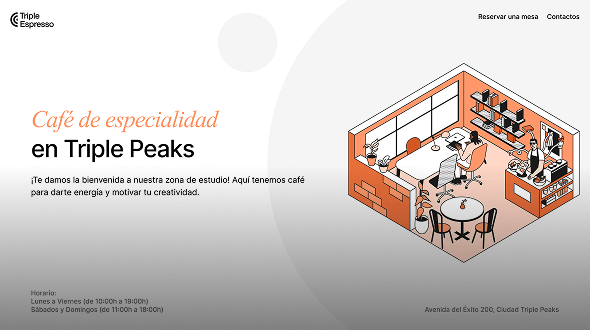 Triple
Espresso
Reservar una mesa
Contactos
Café de especialidad
en Triple Peaks
¡Te damos la bienvenida a nuestra zona de estudio! Aquí tenemos café
para darte energía y motivar tu creatividad.
Horario:
Lunes a Viernes (de 10:00h a 19:00h)
Sábados y Domingos (de 11:00h a 18:00h)
Avenida del Éxito 200, Ciudad Triple Peaks